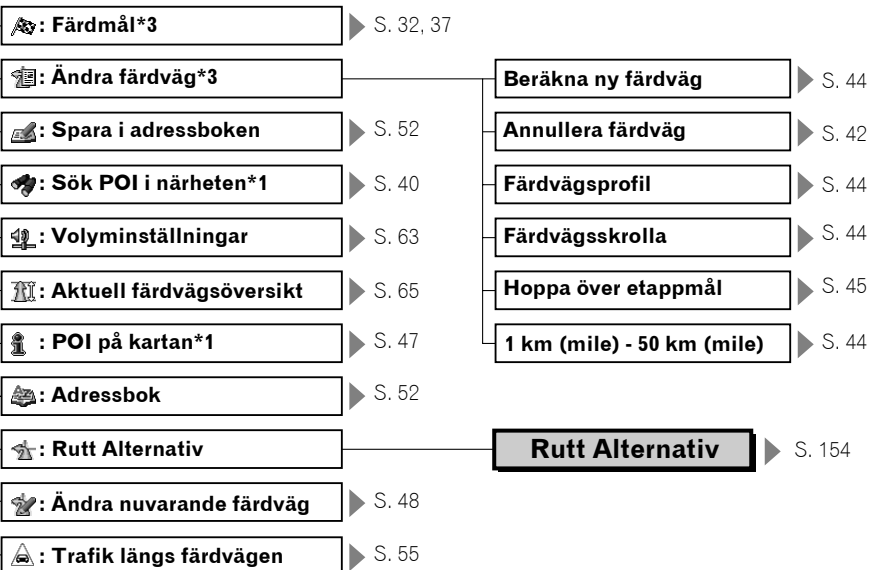 : Färdmål*3 S. 32, 37
: Ändra färdväg*3
: Spara i adressboken S. 52
: Sök POI i närheten*1 S. 40
: Volyminställningar S. 63
: Aktuell färdvägsöversikt S. 65
: POI på kartan*1 S. 47
: Adressbok S. 52
: Rutt Alternativ
: Ändra nuvarande färdväg S. 48
: Trafik längs färdvägen S. 55
Beräkna ny färdväg S. 44
Annullera färdväg S. 42
Färdvägsprofil S. 44
Färdvägsskrolla S. 44
Hoppa över etappmål S. 45
1 km (mile) - 50 km (mile) S. 44
Rutt Alternativ S. 154